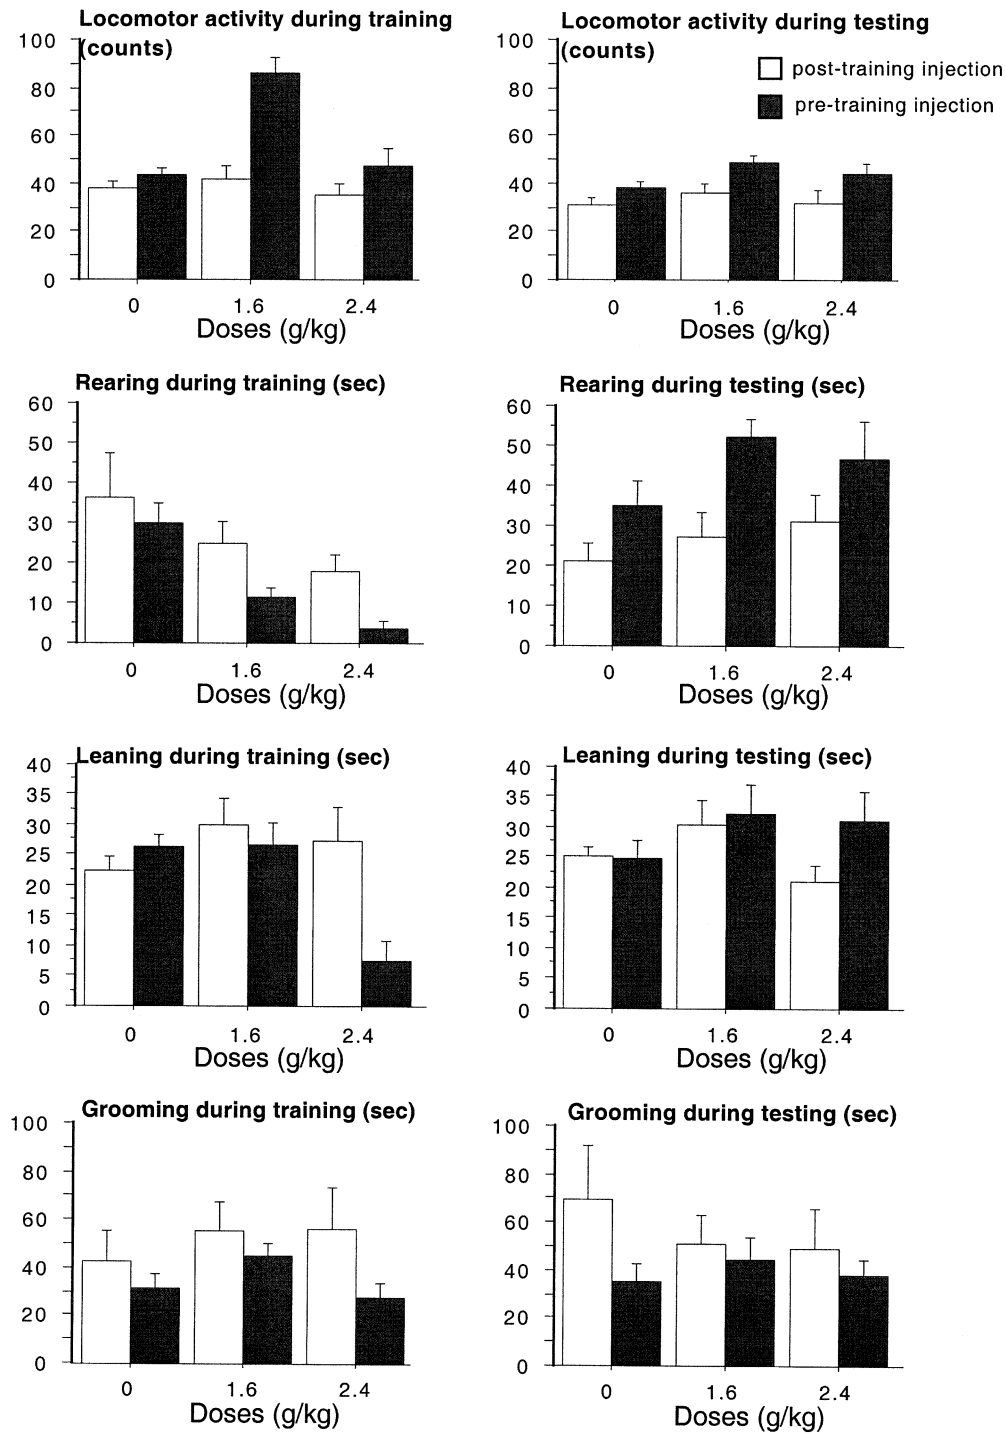 Locomotor activity during training
(counts)
100
80
60
40
20
0
0 1.6 2.4
Doses (g/kg)
Locomotor activity during testing
(counts)
post-training injection
pre-training injection
100
80
60
40
20
0
0 1.6 2.4
Doses (g/kg)
Rearing during training (sec)
60
50
40
30
20
10
0
0 1.6 2.4
Doses (g/kg)
Rearing during testing (sec)
60
50
40
30
20
10
0
0 1.6 2.4
Doses (g/kg)
Leaning during training (sec)
40
35
30
25
20
15
10
5
0
0 1.6 2.4
Doses (g/kg)
Leaning during testing (sec)
40
35
30
25
20
15
10
5
0
0 1.6 2.4
Doses (g/kg)
Grooming during training (sec)
100
80
60
40
20
0
0 1.6 2.4
Doses (g/kg)
Grooming during testing (sec)
100
80
60
40
20
0
0 1.6 2.4
Doses (g/kg)